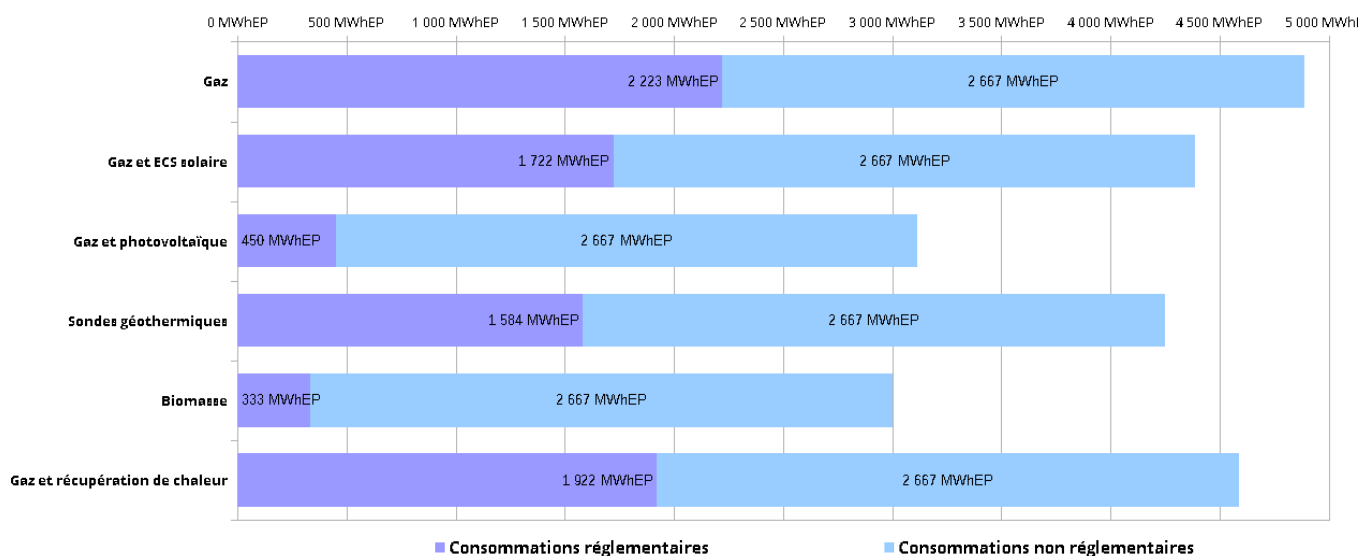 0 MWhEP 500 MWhEP 1 000 MWhEP 1 500 MWhEP 2 000 MWhEP 2 500 MWhEP 3 000 MWhEP 3 500 MWhEP 4 000 MWhEP 4 500 MWhEP 5 000 MWhI
Gaz 2 223 MWhEP 2 667 MWhEP
Gaz et ECS solaire 1 722 MWhEP 2 667 MWhEP
Gaz et photovoltaïque 450 MWhEP 2 667 MWhEP
Sondes géothermiques 1 584 MWhEP 2 667 MWhEP
Biomasse 333 MWhEP 2 667 MWhEP
Gaz et récupération de chaleur 1 922 MWhEP 2 667 MWhEP
Consommations réglementaires Consommations non réglementaires